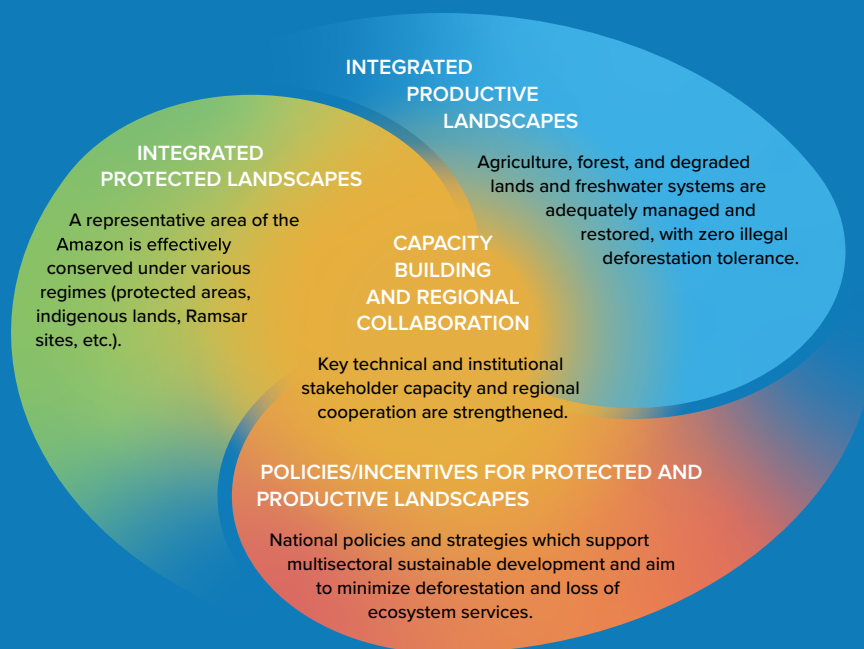 INTEGRATED
PRODUCTIVE
LANDSCAPES
Agriculture, forest, and degraded
lands and freshwater systems are
adequately managed and
restored, with zero illegal
deforestation tolerance.
INTEGRATED
PROTECTED LANDSCAPES
A representative area of the
Amazon is effectively
conserved under various
regimes (protected areas,
indigenous lands, Ramsar
sites, etc.).
CAPACITY
BUILDING
AND REGIONAL
COLLABORATION
Key technical and institutional
stakeholder capacity and regional
cooperation are strengthened.
POLICIES/INCENTIVES FOR PROTECTED AND
PRODUCTIVE LANDSCAPES
National policies and strategies which support
multisectoral sustainable development and aim
to minimize deforestation and loss of
ecosystem services.